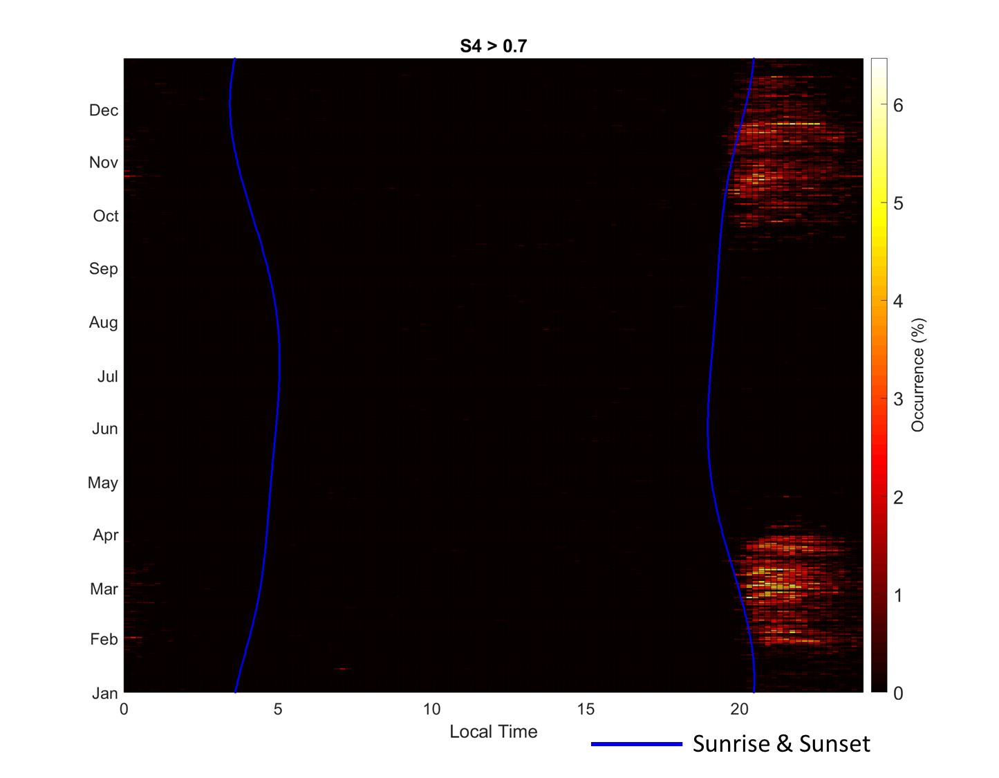 S4 > 0.7
Dec
Nov
Oct
Sep
Aug
Jul
Jun
May
Apr
Mar
Feb
Jan
0
5
10
15
20
Local Time
6
5
4
3
2
1
0
Occurrence (%)
Sunrise & Sunset